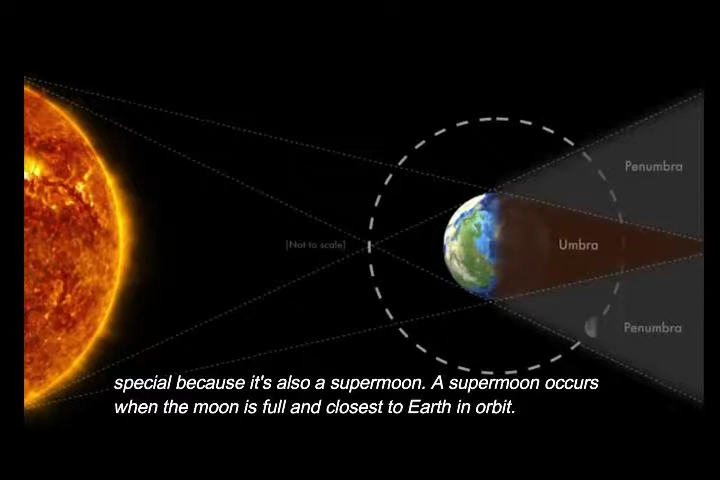 Penumbra
[Not to scale]
Umbra
Penumbra
special because it's also a supermoon. A supermoon occurs
when the moon is full and closest to Earth in orbit.